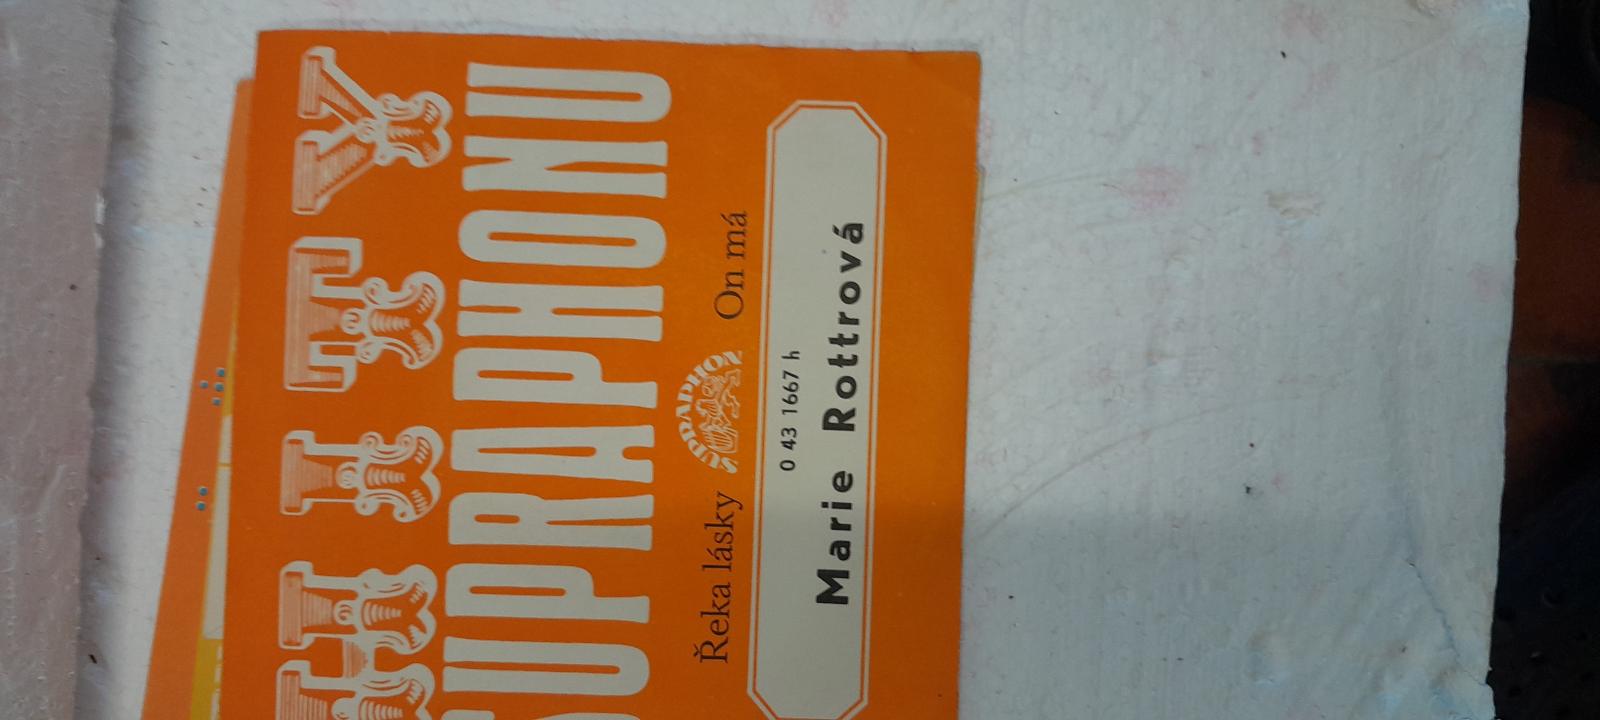 HITY
SUPRAPHONU
Řeka lásky SUPRAPHON On má
0 43 1667 h
Marie Rottrová